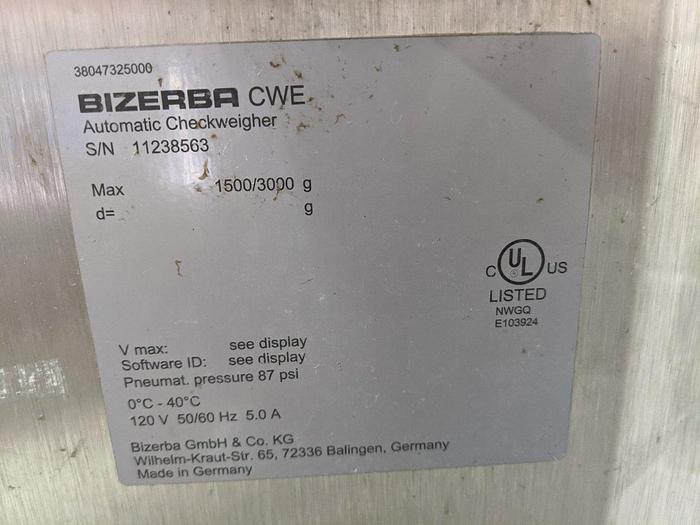 38047325000
BIZERBA CWE
Automatic Checkweigher
S/N 11238563
Max 1500/3000 g
d= g
C UL US
LISTED
NWGQ
E103924
V max: see display
Software ID: see display
Pneumat. pressure 87 psi
0°C - 40°C
120 V 50/60 Hz 5.0 A
Bizerba GmbH & Co. KG
Wilhelm-Kraut-Str. 65, 72336 Balingen, Germany
Made in Germany